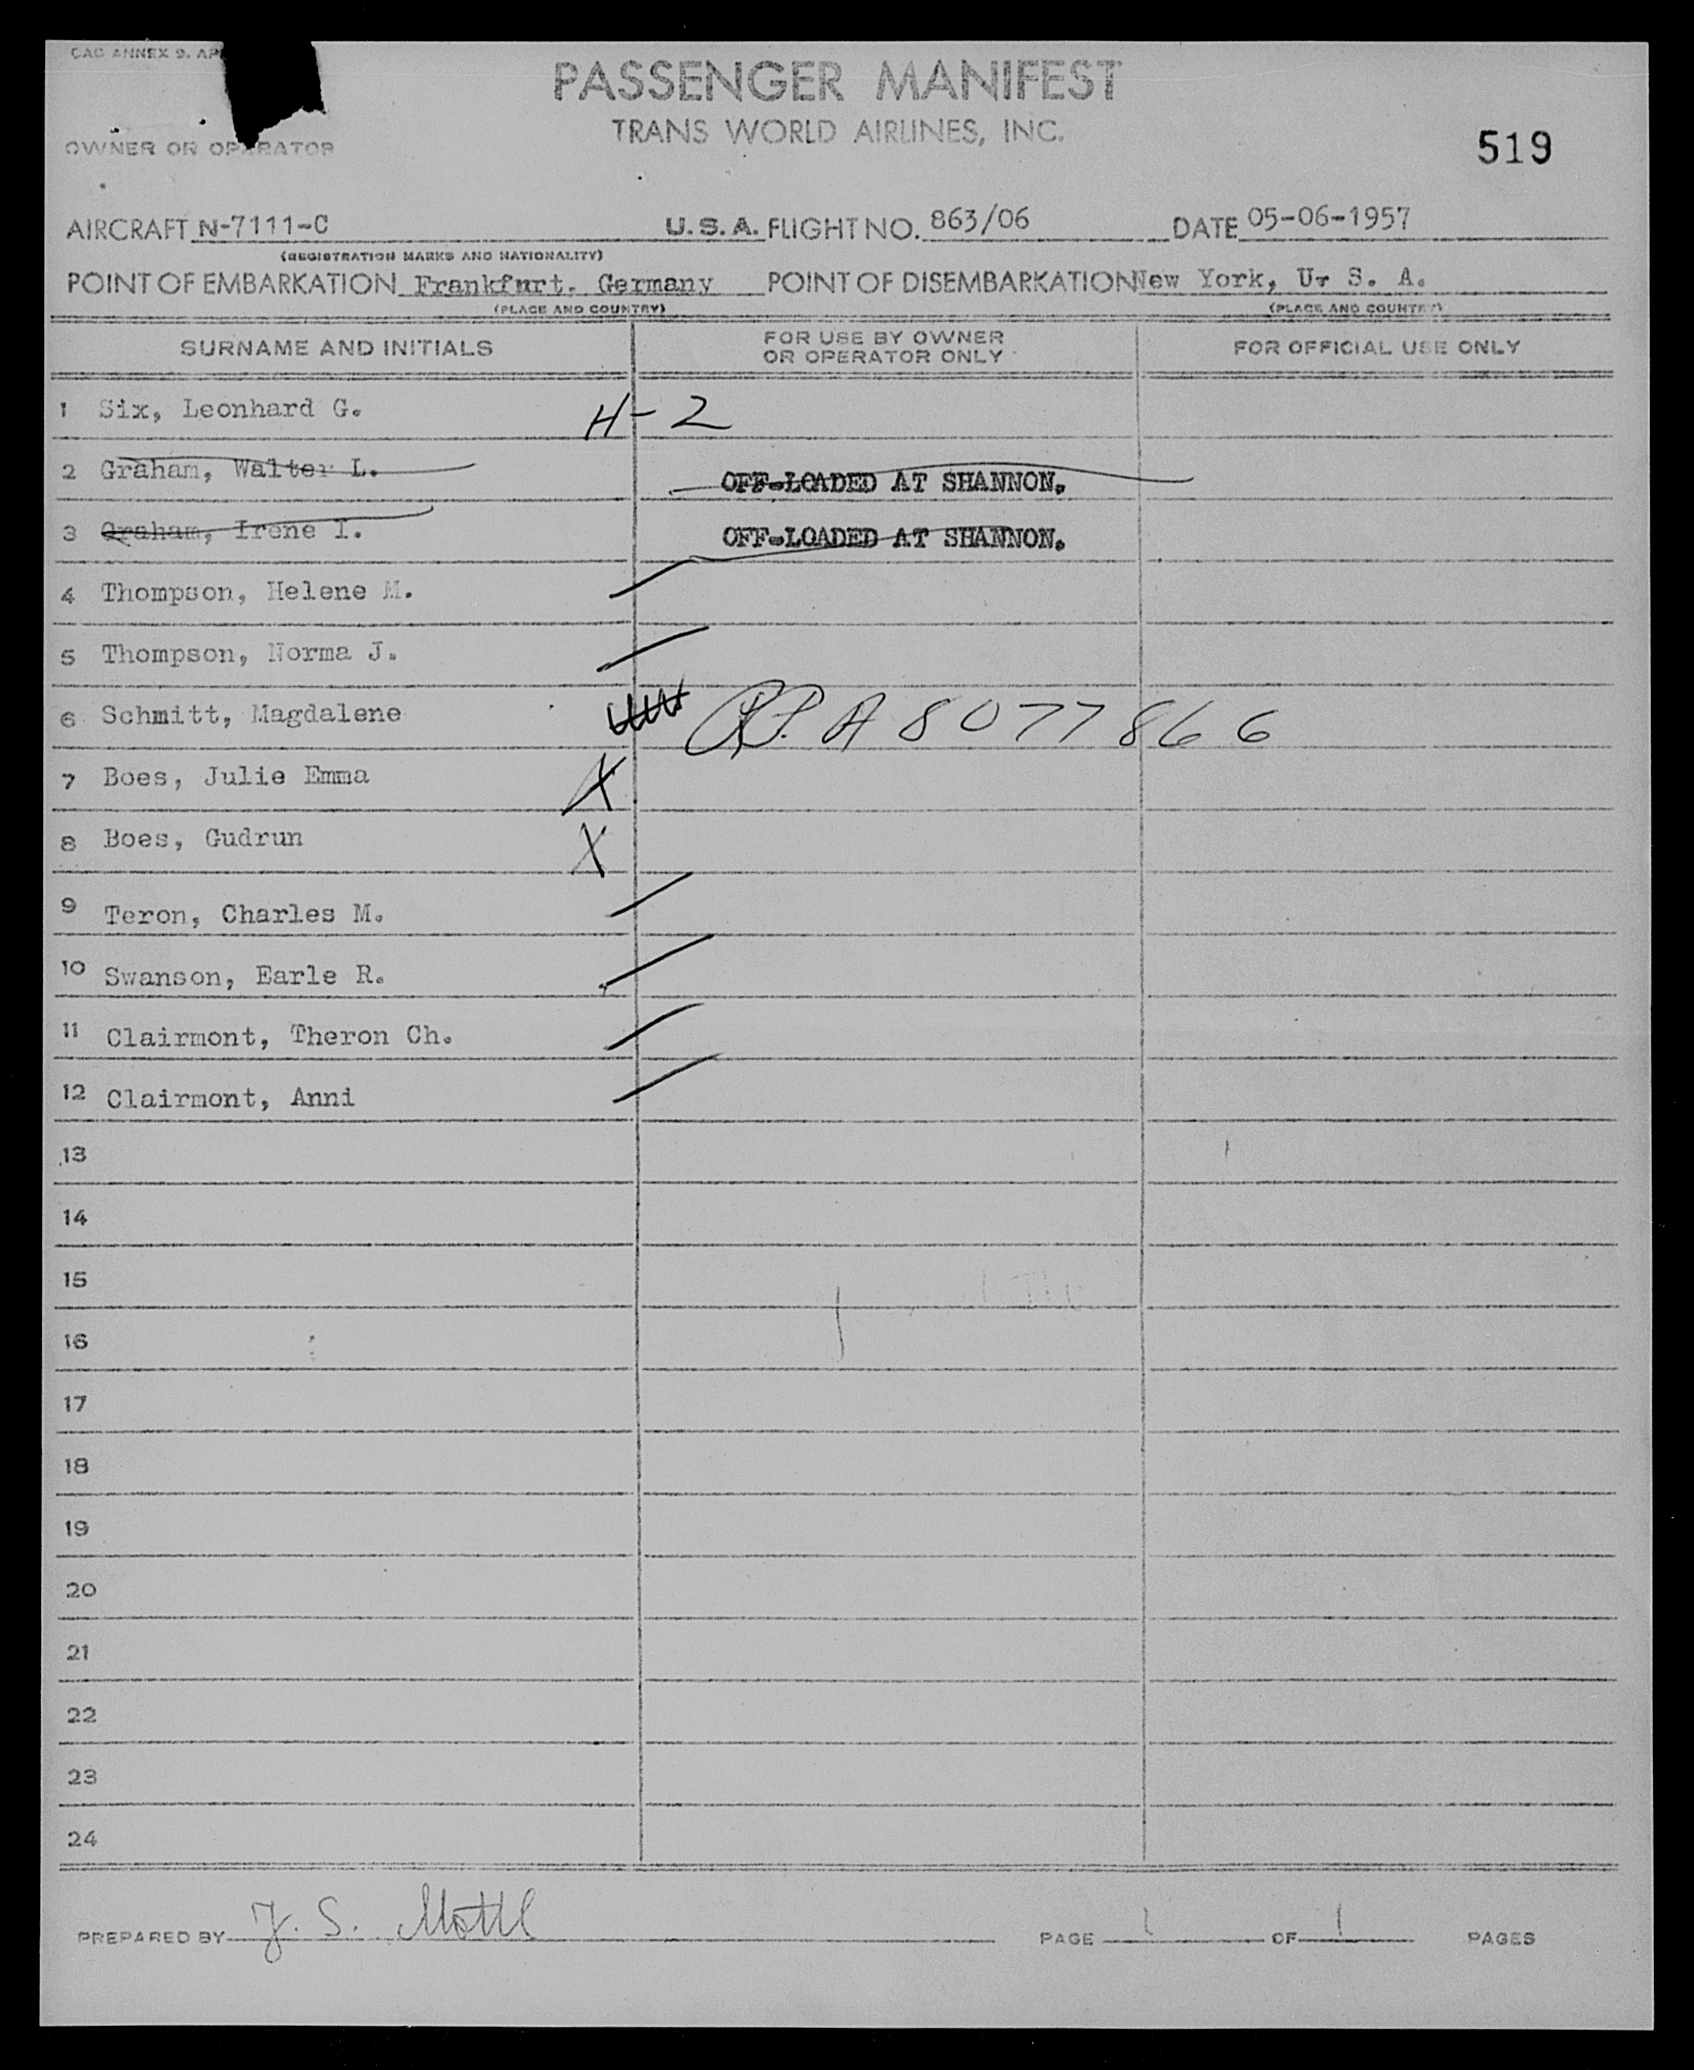 CAO ANNEX 9. AP
PASSENGER MANIFEST
TRANS WORLD AIRLINES, INC.
OWNER OR OPERATOR
519
AIRCRAFT N-7111-C U.S.A. FLIGHT NO. 863/06 DATE 05-06-1957
(REGISTRATION MARKS AND NATIONALITY)
POINT OF EMBARKATION Frankfurt. Germany POINT OF DISEMBARKATION New York, U. S. A.
(PLACE AND COUNTRY) (PLACE AND COUNTRY)
SURNAME AND INITIALS FOR USE BY OWNER OR OPERATOR ONLY FOR OFFICIAL USE ONLY
1 Six, Leonhard G. H-2
2 Graham, Walter L. OFF-LOADED AT SHANNON.
3 Graham, Irene I. OFF-LOADED AT SHANNON.
4 Thompson, Helene M.
5 Thompson, Norma J.
6 Schmitt, Magdalene A 8077866
7 Boes, Julie Emma X
8 Boes, Gudrun X
9 Teron, Charles M.
10 Swanson, Earle R.
11 Clairmont, Theron Ch.
12 Clairmont, Anni
13
14
15
16
17
18
19
20
21
22
23
24
PREPARED BY J. S. Mottl PAGE 1 OF 1 PAGES